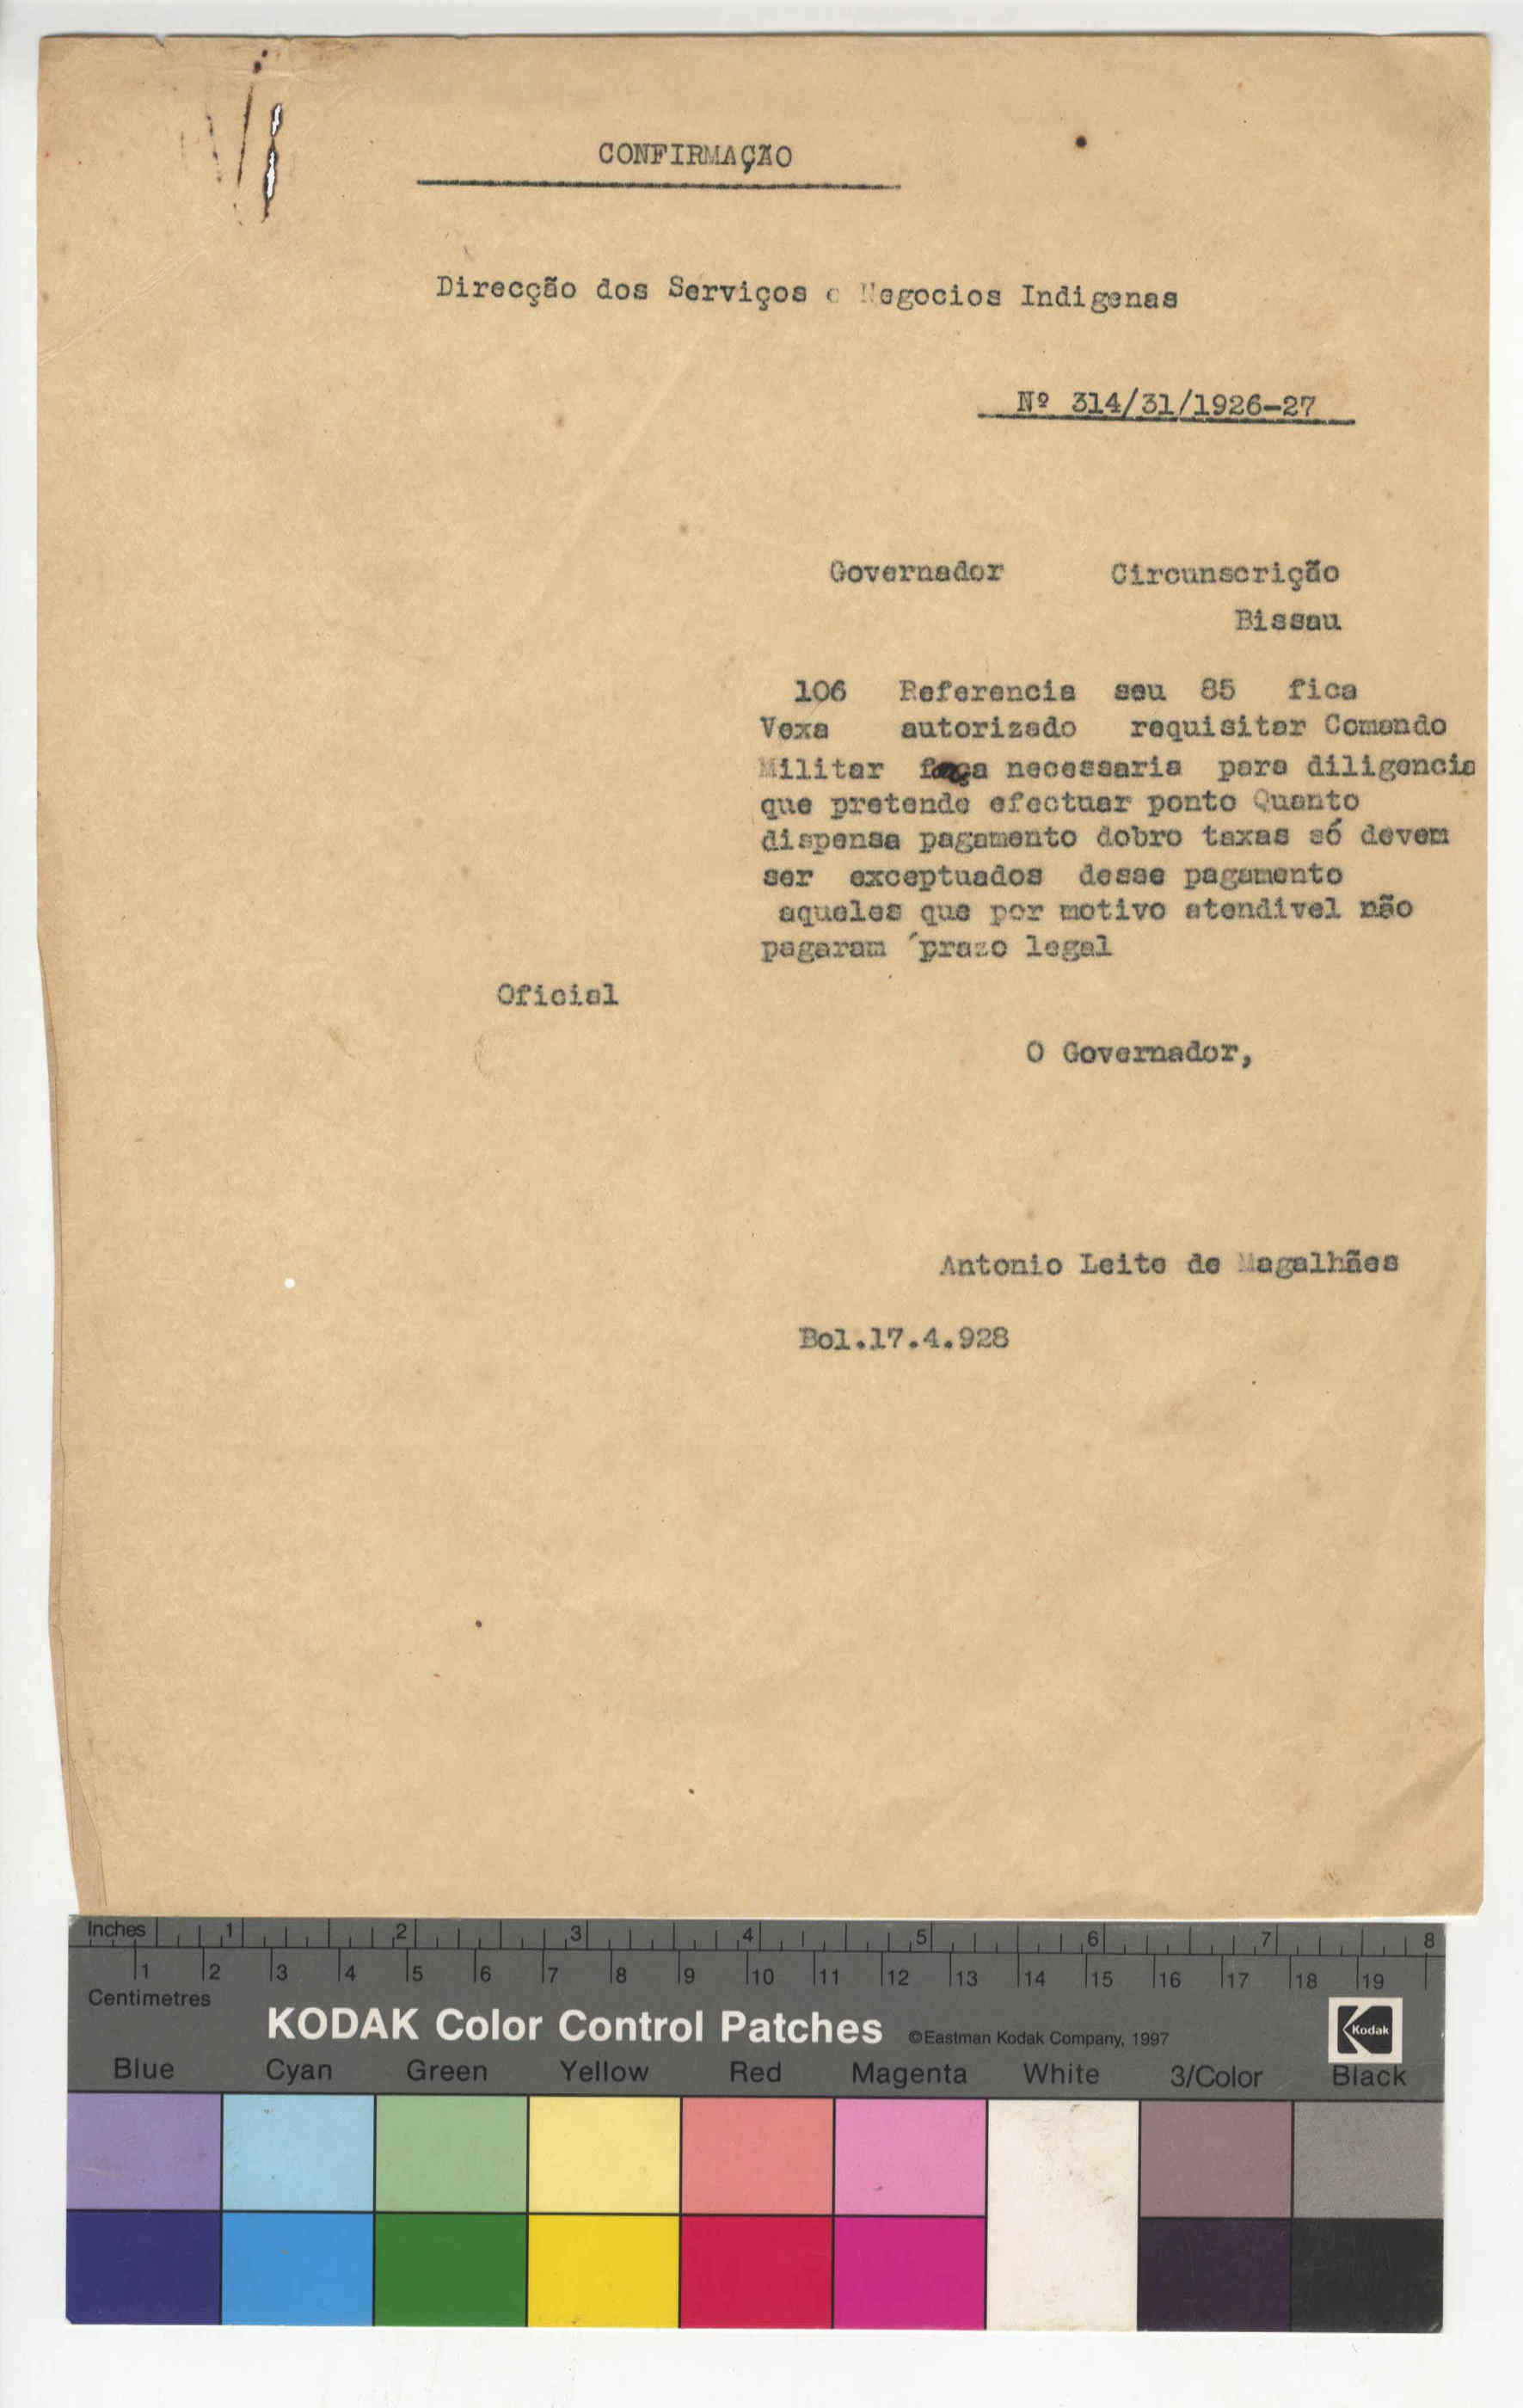 CONFIRMAÇÃO
Direcção dos Serviços e Negocios Indigenas
Nº 314/31/1926-27
Governador Circunscrição
Bissau
106 Referencia seu 85 fica
Vexa autorizado requisitar Comando
Militar necessaria para diligencia
que pretende efectuar ponto Quanto
dispensa pagamento dobro taxas só devem
ser exceptuados desse pagamento
aqueles que por motivo atendivel não
pagaram ´prazo legal
Oficial
O Governador,
Antonio Leite de Magalhães
Bol.17.4.928
Inches 1 2 3 4 5 6 7 8
1 2 3 4 5 6 7 8 9 10 11 12 13 14 15 16 17 18 19
Centimetres
KODAK Color Control Patches ©Eastman Kodak Company, 1997 Kodak
Blue Cyan Green Yellow Red Magenta White 3/Color Black